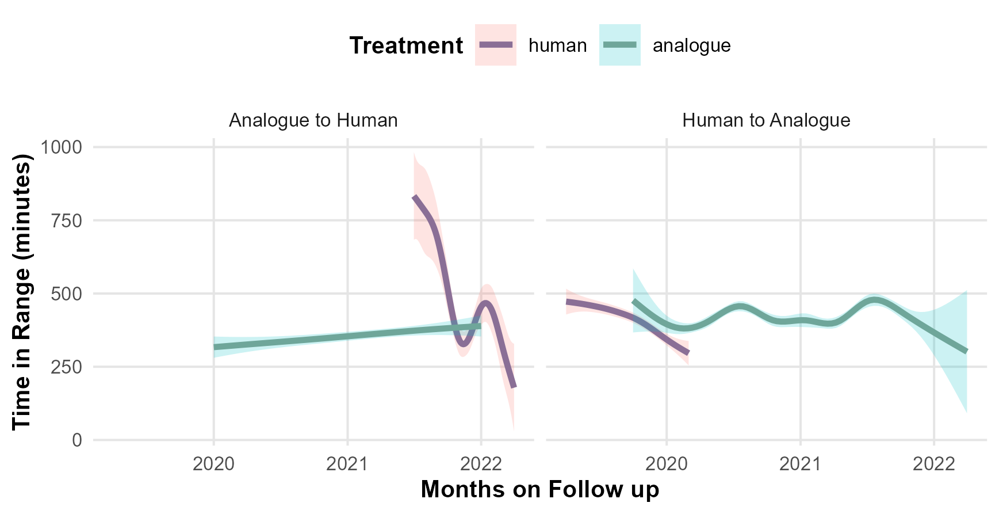 Treatment human analogue
Analogue to Human Human to Analogue
1000
750
500
250
0
Time in Range (minutes)
2020 2021 2022 2020 2021 2022
Months on Follow up